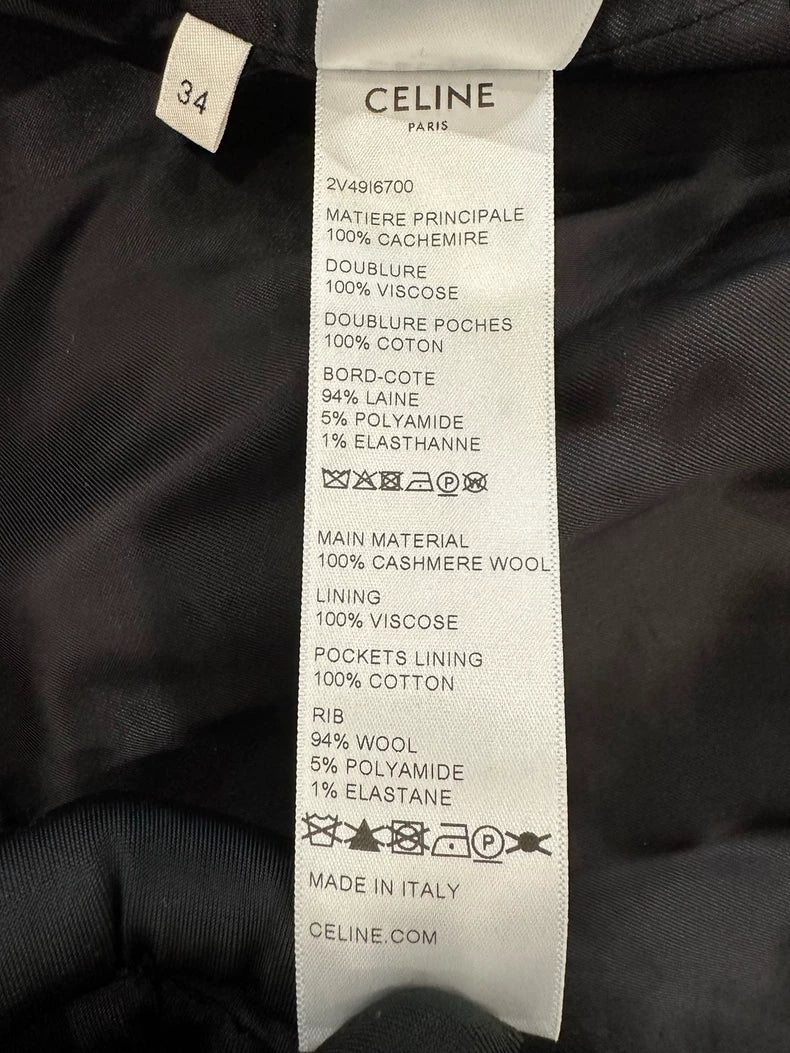 34
CELINE
PARIS
2V49I6700
MATIERE PRINCIPALE
100% CACHEMIRE
DOUBLURE
100% VISCOSE
DOUBLURE POCHES
100% COTON
BORD-COTE
94% LAINE
5% POLYAMIDE
1% ELASTHANNE
P W
MAIN MATERIAL
100% CASHMERE WOOL
LINING
100% VISCOSE
POCKETS LINING
100% COTTON
RIB
94% WOOL
5% POLYAMIDE
1% ELASTANE
P
MADE IN ITALY
CELINE.COM